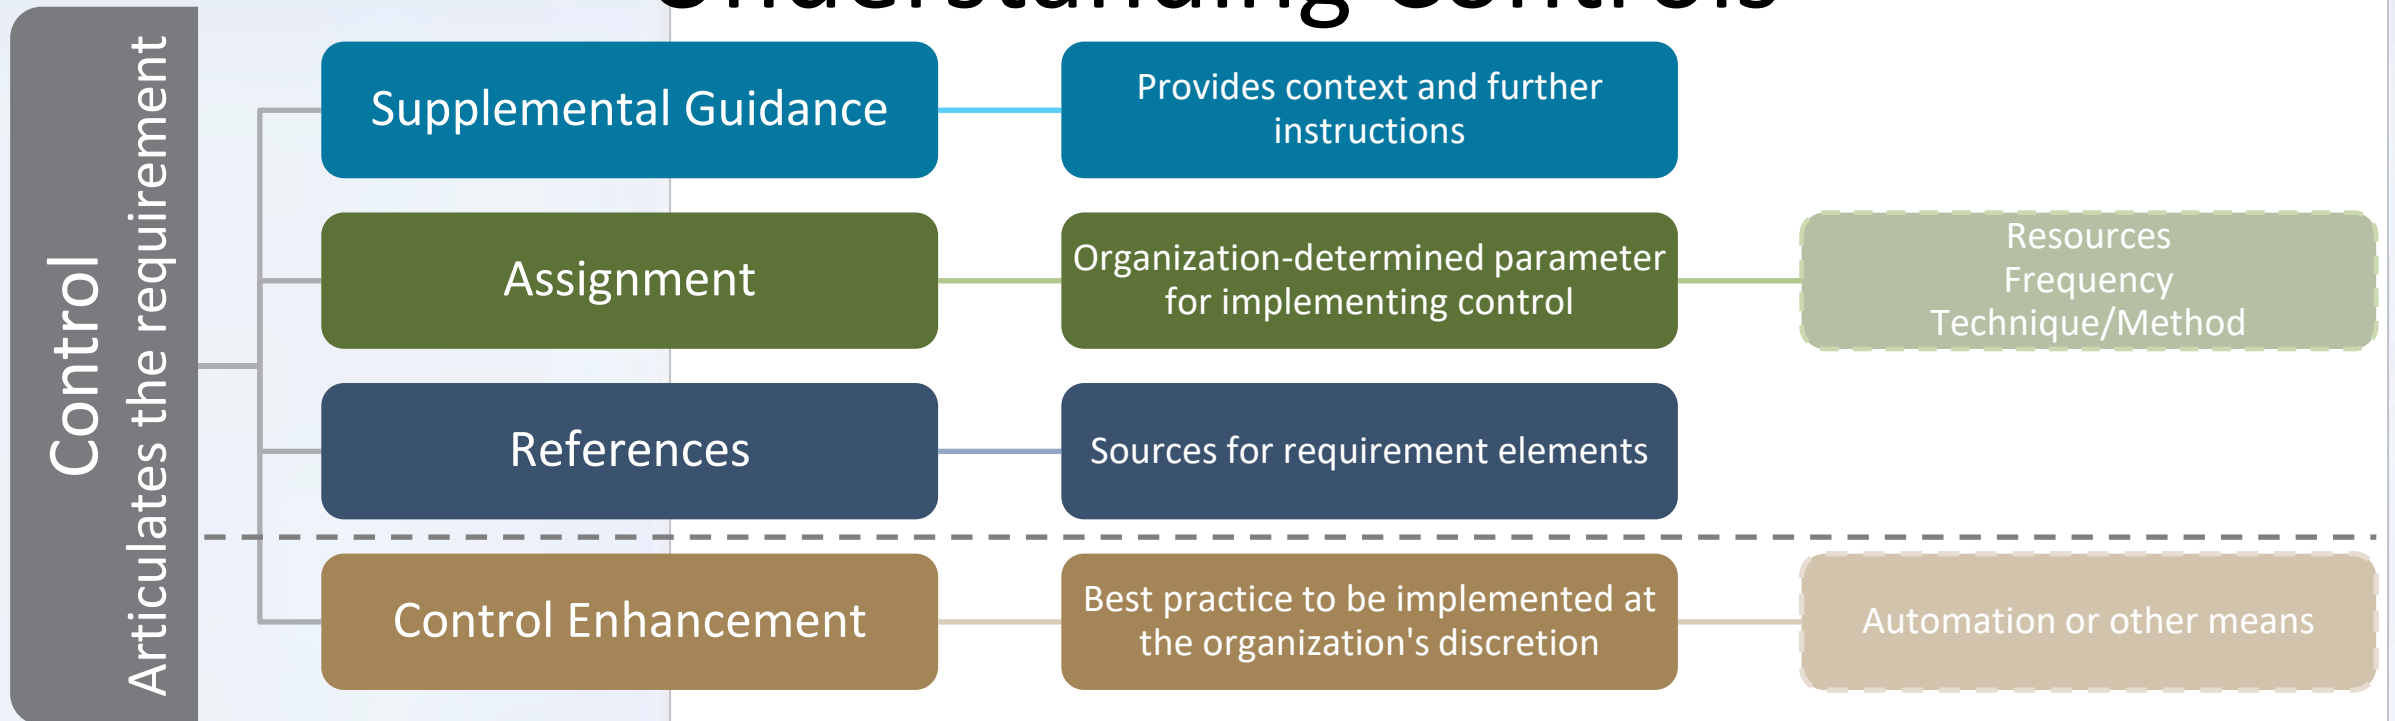 Understanding Controls
Control
Articulates the requirement
Supplemental Guidance
Provides context and further
instructions
Assignment
Organization-determined parameter
for implementing control
Resources
Frequency
Technique/Method
References
Sources for requirement elements
Control Enhancement
Best practice to be implemented at
the organization's discretion
Automation or other means